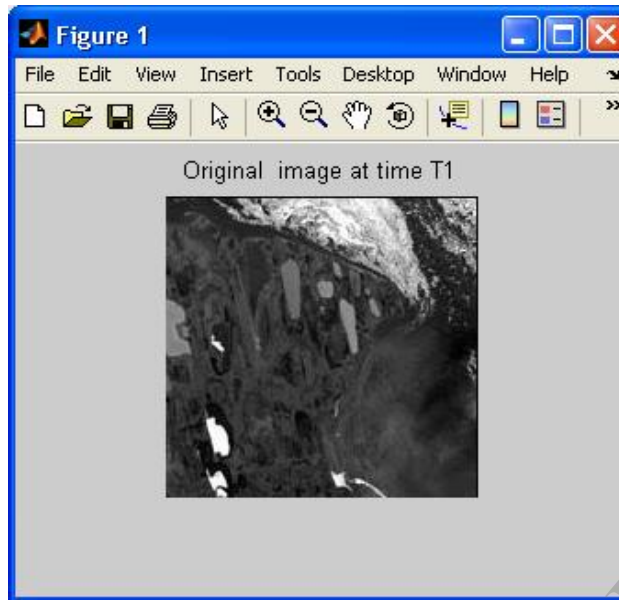 Figure 1
File Edit View Insert Tools Desktop Window Help
Original image at time T1